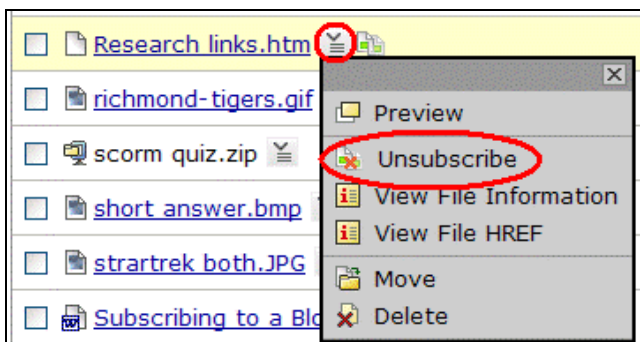 Research links.htm
richmond-tigers.gif
scorm quiz.zip
short answer.bmp
strartrek both.JPG
Subscribing to a Blo
Preview
Unsubscribe
View File Information
View File HREF
Move
Delete